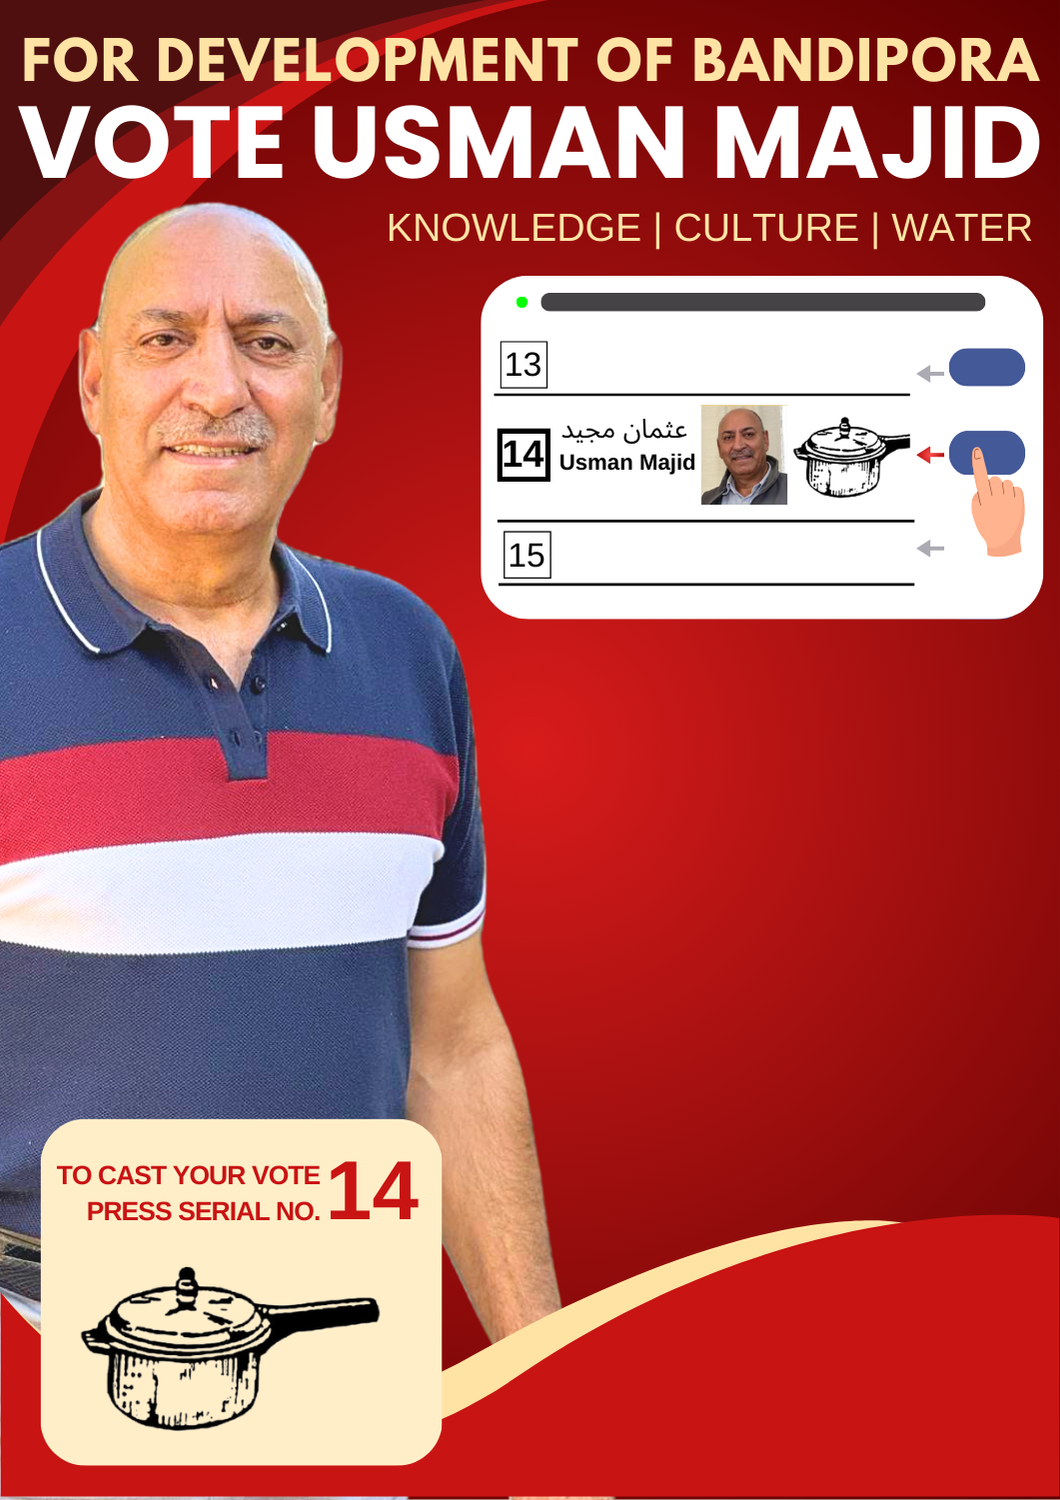 FOR DEVELOPMENT OF BANDIPORA
VOTE USMAN MAJID
KNOWLEDGE | CULTURE | WATER
13
14
عثمان مجید
Usman Majid
15
TO CAST YOUR VOTE
PRESS SERIAL NO. 14